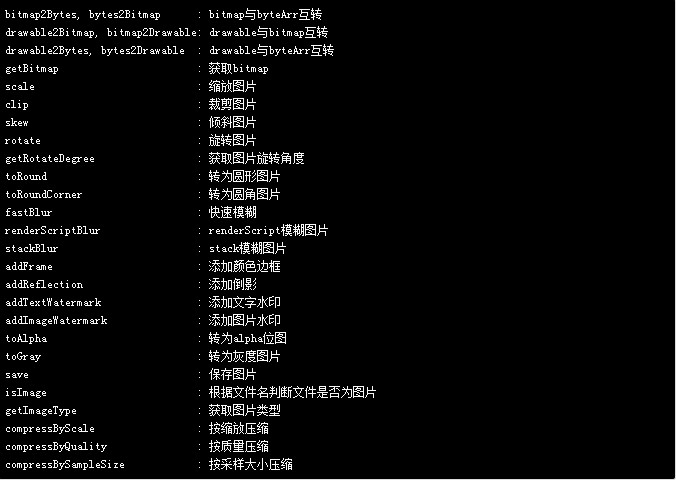 bitmap2Bytes, bytes2Bitmap : bitmap与byteArr互转
drawable2Bitmap, bitmap2Drawable: drawable与bitmap互转
drawable2Bytes, bytes2Drawable : drawable与byteArr互转
getBitmap : 获取bitmap
scale : 缩放图片
clip : 裁剪图片
skew : 倾斜图片
rotate : 旋转图片
getRotateDegree : 获取图片旋转角度
toRound : 转为圆形图片
toRoundCorner : 转为圆角图片
fastBlur : 快速模糊
renderScriptBlur : renderScript模糊图片
stackBlur : stack模糊图片
addFrame : 添加颜色边框
addReflection : 添加倒影
addTextWatermark : 添加文字水印
addImageWatermark : 添加图片水印
toAlpha : 转为alpha位图
toGray : 转为灰度图片
save : 保存图片
isImage : 根据文件名判断文件是否为图片
getImageType : 获取图片类型
compressByScale : 按缩放压缩
compressByQuality : 按质量压缩
compressBySampleSize : 按采样大小压缩